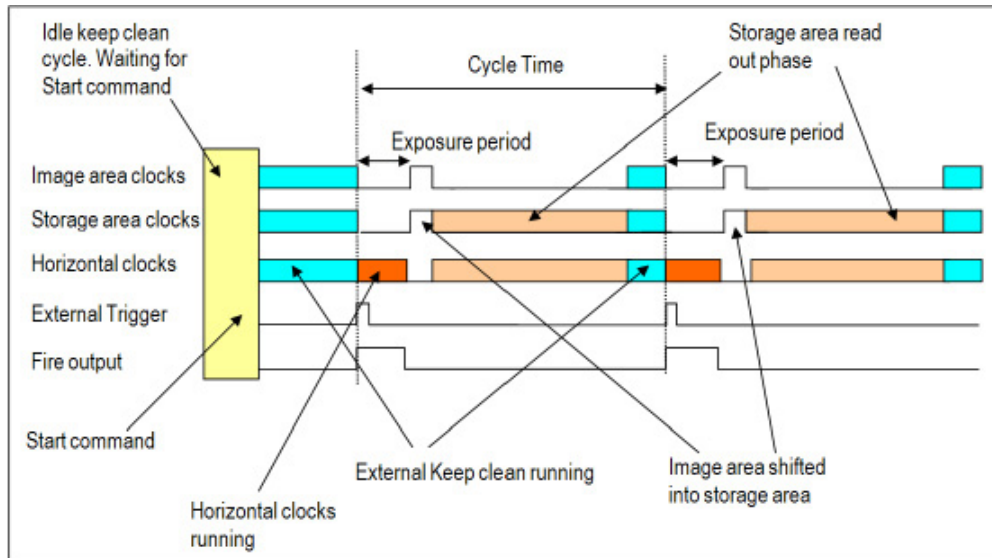 Idle keep clean
cycle. Waiting for
Start command
Cycle Time
Storage area read
out phase
Exposure period
Exposure period
Image area clocks
Storage area clocks
Horizontal clocks
External Trigger
Fire output
Start command
External Keep clean running
Image area shifted
into storage area
Horizontal clocks
running